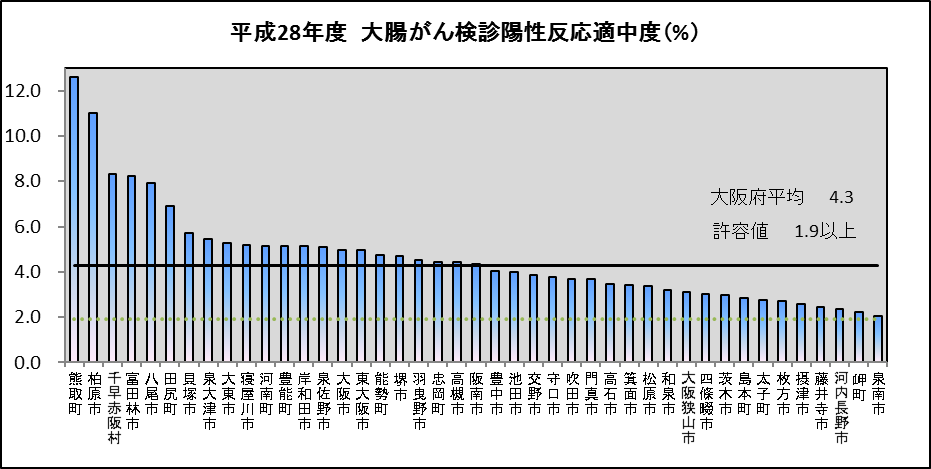 平成28年度 大腸がん検診陽性反応適中度(%)
12.0
10.0
8.0
6.0
4.0
2.0
0.0
大阪府平均 4.3
許容値 1.9以上
熊取町
柏原市
千早赤阪村
富田林市
八尾市
田尻町
貝塚市
泉大津市
大東市
寝屋川市
河南町
豊能町
岸和田市
泉佐野市
大阪市
東大阪市
能勢町
堺市
羽曳野市
忠岡町
高槻市
阪南市
豊中市
池田市
交野市
守口市
吹田市
門真市
高石市
箕面市
松原市
和泉市
大阪狭山市
四條畷市
茨木市
島本町
太子町
枚方市
摂津市
藤井寺市
河内長野市
岬町
泉南市